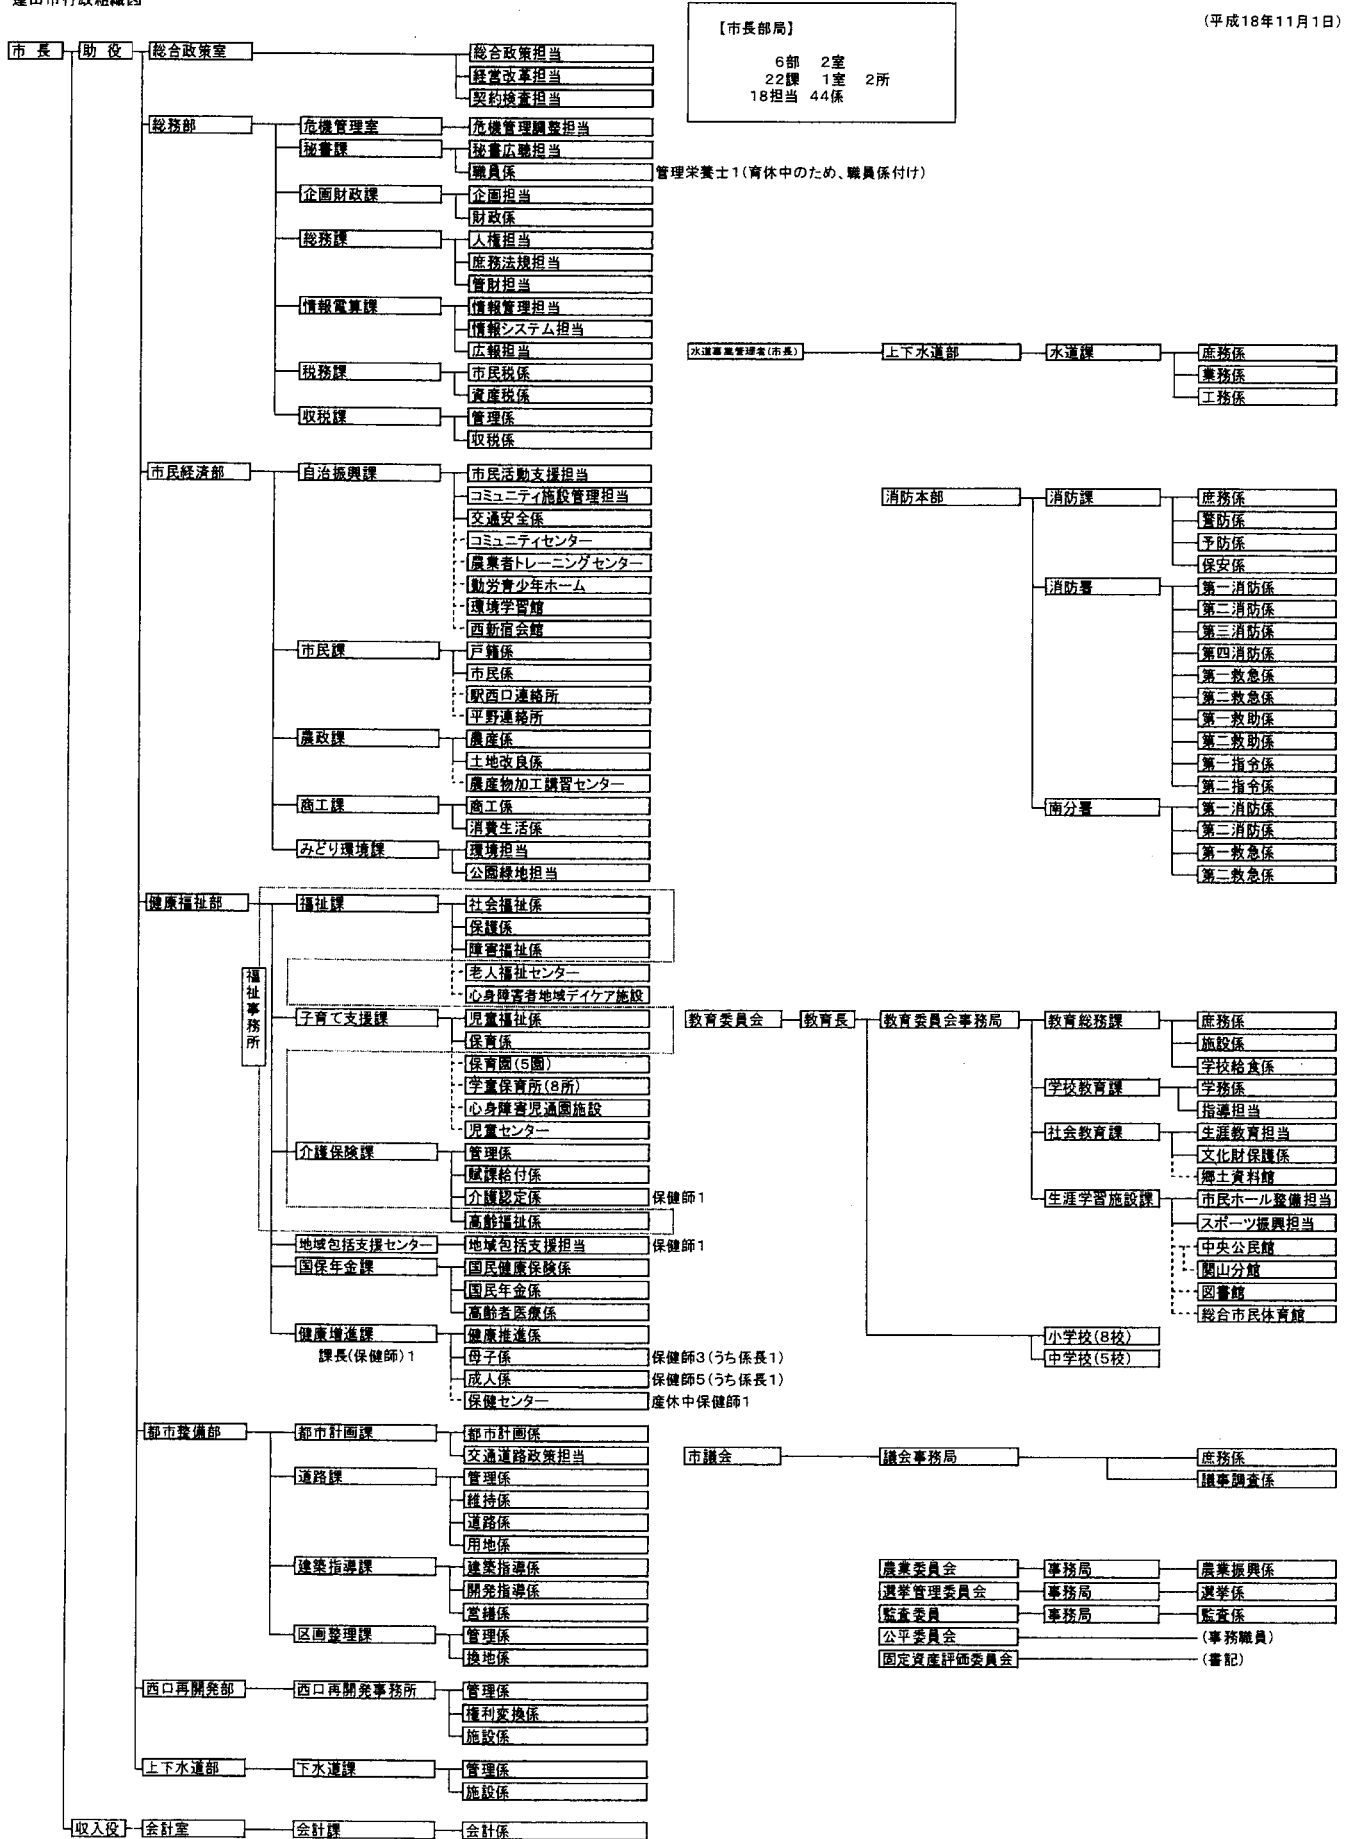 蓮田市行政組織図
(平成18年11月1日)
【市長部局】
6部 2室
22課 1室 2所
18担当 44係
市 長 助 役 総合政策室 総合政策担当
経営改革担当
契約検査担当
総務部 危機管理室 危機管理調整担当
秘書課 秘書広聴担当
職員係 管理栄養士1(育休中のため、職員係付け)
企画財政課 企画担当
財政係
総務課 人権担当
庶務法規担当
管財担当
情報電算課 情報管理担当
情報システム担当
広報担当
税務課 市民税係
資産税係
収税課 管理係
収税係
市民経済部 自治振興課 市民活動支援担当
コミュニティ施設管理担当
交通安全係
コミュニティセンター
農業者トレーニングセンター
勤労青少年ホーム
環境学習館
西新宿会館
市民課 戸籍係
市民係
駅西口連絡所
平野連絡所
農政課 農産係
土地改良係
農産物加工講習センター
商工課 商工係
消費生活係
みどり環境課 環境担当
公園緑地担当
健康福祉部 福祉課 社会福祉係
保護係
障害福祉係
老人福祉センター
心身障害者地域デイケア施設
福祉事務所
子育て支援課 児童福祉係
保育係
保育園(5園)
学童保育所(8所)
心身障害児通園施設
児童センター
介護保険課 管理係
賦課給付係
介護認定係 保健師1
高齢福祉係
地域包括支援センター 地域包括支援担当 保健師1
国保年金課 国民健康保険係
国民年金係
高齢者医療係
健康増進課 健康推進係
課長(保健師)1
母子係 保健師3(うち係長1)
成人係 保健師5(うち係長1)
保健センター 産休中保健師1
都市整備部 都市計画課 都市計画係
交通道路政策担当
道路課 管理係
維持係
道路係
用地係
建築指導課 建築指導係
開発指導係
営繕係
区画整理課 管理係
換地係
西口再開発部 西口再開発事務所 管理係
権利変換係
施設係
上下水道部 下水道課 管理係
施設係
収入役 会計室 会計課 会計係
水道事業管理者(市長) 上下水道部 水道課 庶務係
業務係
工務係
消防本部 消防課 庶務係
警防係
予防係
保安係
消防署 第一消防係
第二消防係
第三消防係
第四消防係
第一救急係
第二救急係
第一救助係
第二救助係
第一指令係
第二指令係
南分署 第一消防係
第二消防係
第一救急係
第二救急係
教育委員会 教育長 教育委員会事務局 教育総務課 庶務係
施設係
学校給食係
学校教育課 学務係
指導担当
社会教育課 生涯教育担当
文化財保護係
郷土資料館
生涯学習施設課 市民ホール整備担当
スポーツ振興担当
中央公民館
関山分館
図書館
総合市民体育館
小学校(8校)
中学校(5校)
市議会 議会事務局 庶務係
議事調査係
農業委員会 事務局 農業振興係
選挙管理委員会 事務局 選挙係
監査委員 事務局 監査係
公平委員会 (事務職員)
固定資産評価委員会 (書記)